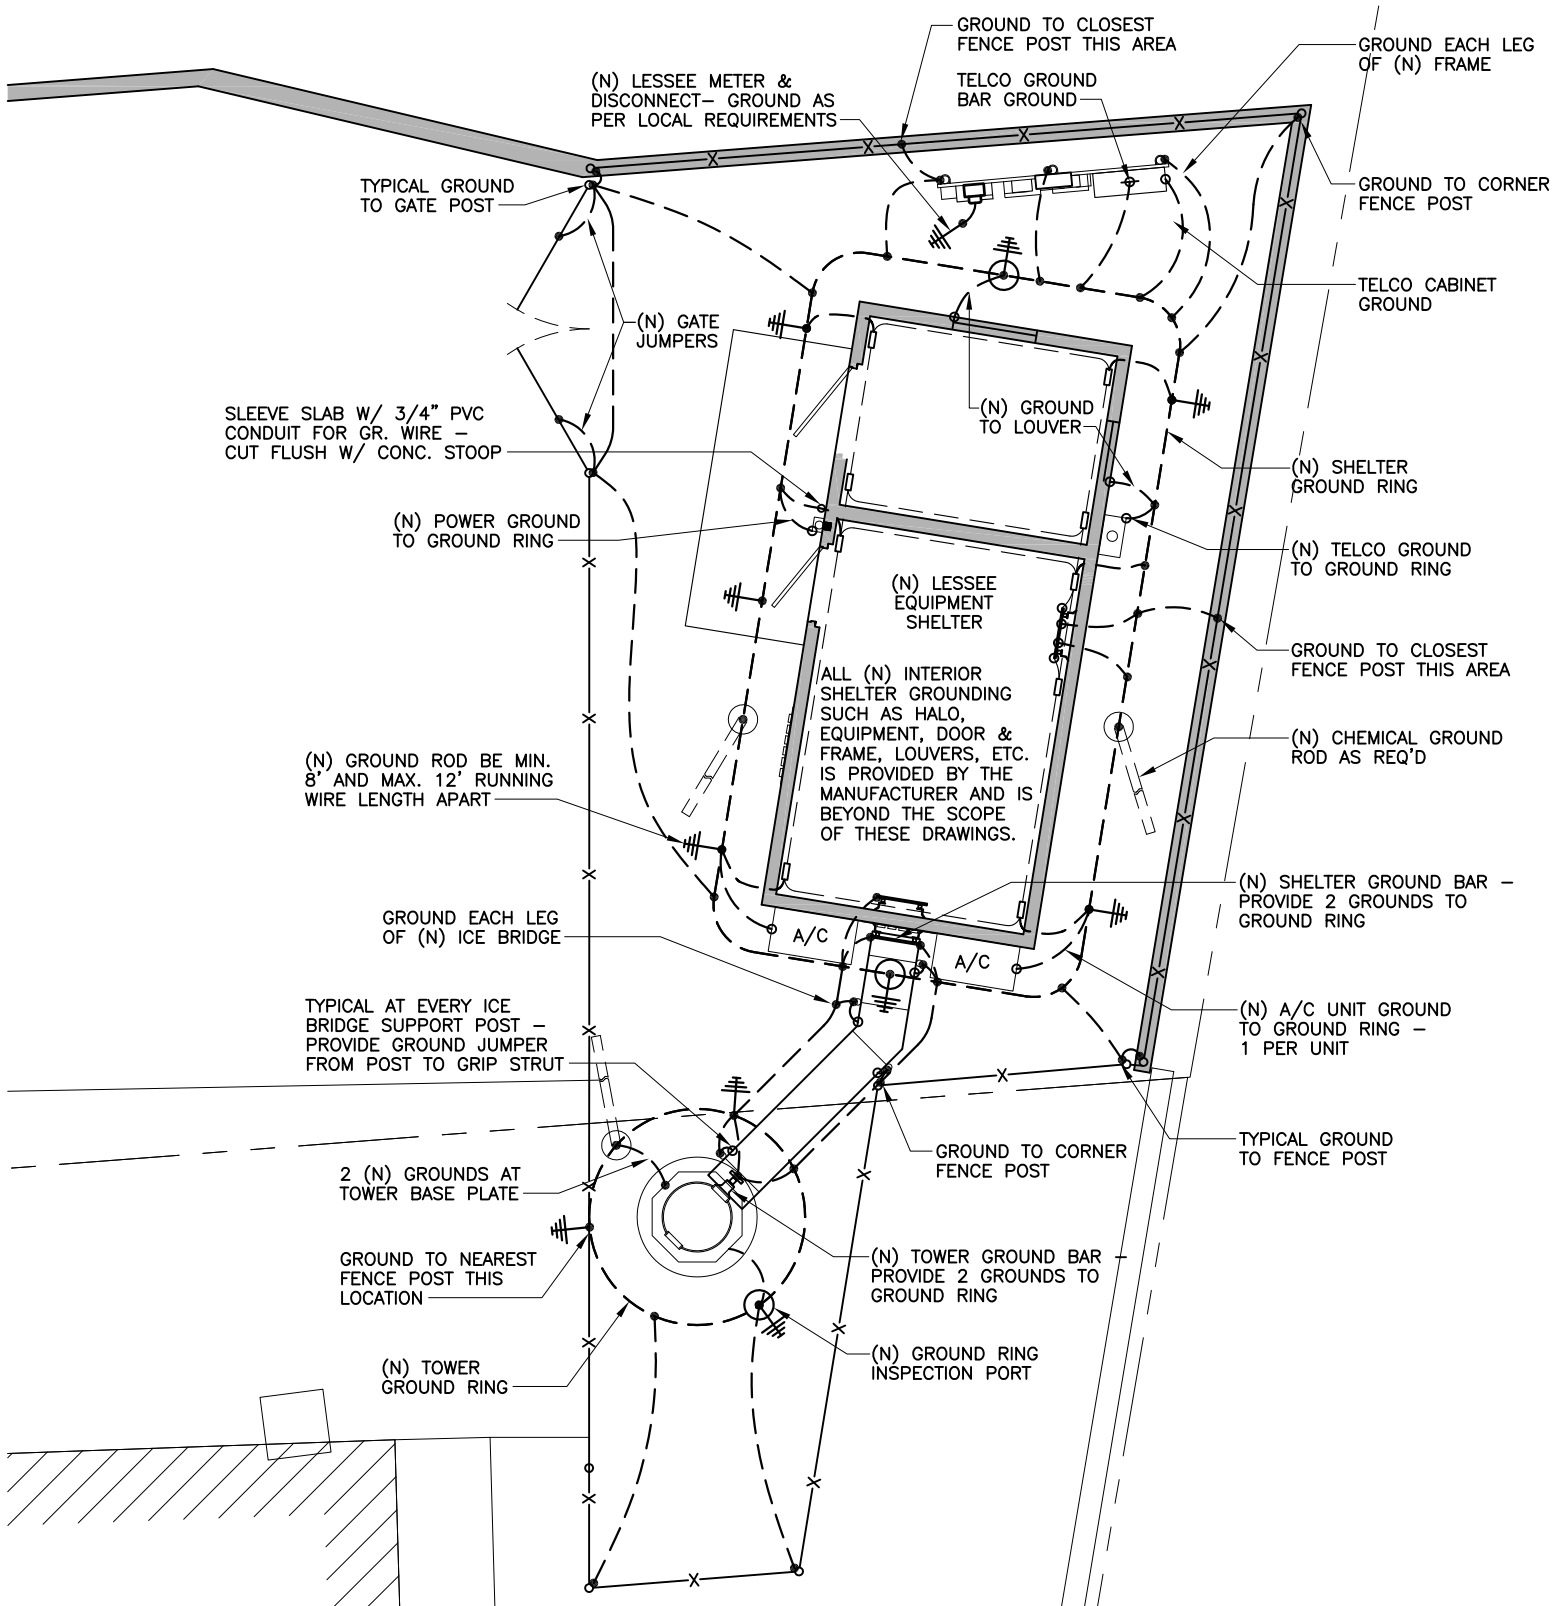 GROUND TO CLOSEST
FENCE POST THIS AREA
GROUND EACH LEG
OF (N) FRAME
(N) LESSEE METER &
DISCONNECT– GROUND AS
PER LOCAL REQUIREMENTS
TELCO GROUND
BAR GROUND
TYPICAL GROUND
TO GATE POST
GROUND TO CORNER
FENCE POST
TELCO CABINET
GROUND
(N) GATE
JUMPERS
SLEEVE SLAB W/ 3/4" PVC
CONDUIT FOR GR. WIRE –
CUT FLUSH W/ CONC. STOOP
(N) GROUND
TO LOUVER
(N) SHELTER
GROUND RING
(N) POWER GROUND
TO GROUND RING
(N) TELCO GROUND
TO GROUND RING
(N) LESSEE
EQUIPMENT
SHELTER
GROUND TO CLOSEST
FENCE POST THIS AREA
ALL (N) INTERIOR
SHELTER GROUNDING
SUCH AS HALO,
EQUIPMENT, DOOR &
FRAME, LOUVERS, ETC.
IS PROVIDED BY THE
MANUFACTURER AND IS
BEYOND THE SCOPE
OF THESE DRAWINGS.
(N) CHEMICAL GROUND
ROD AS REQ'D
(N) GROUND ROD BE MIN.
8' AND MAX. 12' RUNNING
WIRE LENGTH APART
(N) SHELTER GROUND BAR –
PROVIDE 2 GROUNDS TO
GROUND RING
GROUND EACH LEG
OF (N) ICE BRIDGE
A/C
A/C
TYPICAL AT EVERY ICE
BRIDGE SUPPORT POST –
PROVIDE GROUND JUMPER
FROM POST TO GRIP STRUT
(N) A/C UNIT GROUND
TO GROUND RING –
1 PER UNIT
GROUND TO CORNER
FENCE POST
TYPICAL GROUND
TO FENCE POST
2 (N) GROUNDS AT
TOWER BASE PLATE
GROUND TO NEAREST
FENCE POST THIS
LOCATION
(N) TOWER GROUND BAR –
PROVIDE 2 GROUNDS TO
GROUND RING
(N) GROUND RING
INSPECTION PORT
(N) TOWER
GROUND RING